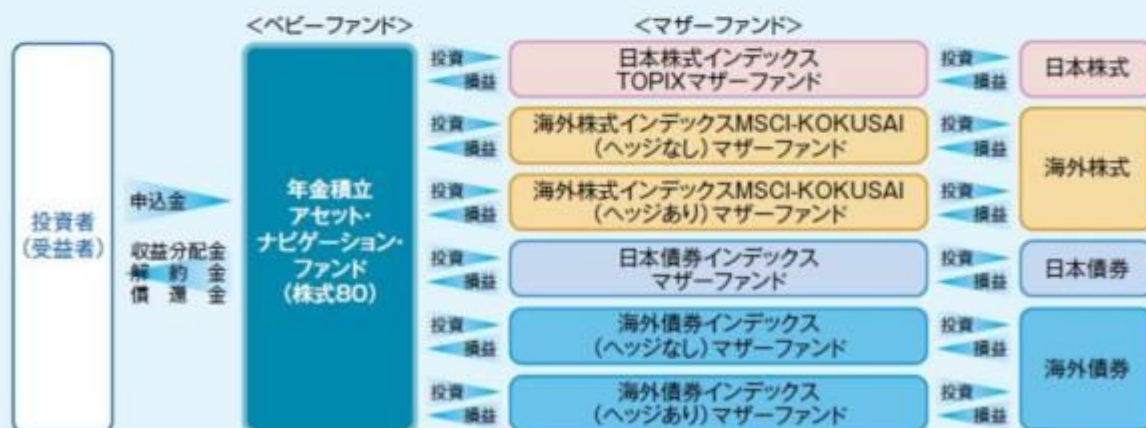 <ベビーファンド>
<マザーファンド>
投資者
(受益者)
申込金
収益分配金
解約金
償還金
年金積立
アセット・
ナビゲーション・
ファンド
(株式80)
投資
損益
日本株式インデックス
TOPIXマザーファンド
投資
損益
日本株式
投資
損益
海外株式インデックスMSCI-KOKUSAI
(ヘッジなし)マザーファンド
投資
損益
海外株式
投資
損益
海外株式インデックスMSCI-KOKUSAI
(ヘッジあり)マザーファンド
投資
損益
投資
損益
日本債券インデックス
マザーファンド
投資
損益
日本債券
投資
損益
海外債券インデックス
(ヘッジなし)マザーファンド
投資
損益
海外債券
投資
損益
海外債券インデックス
(ヘッジあり)マザーファンド
投資
損益